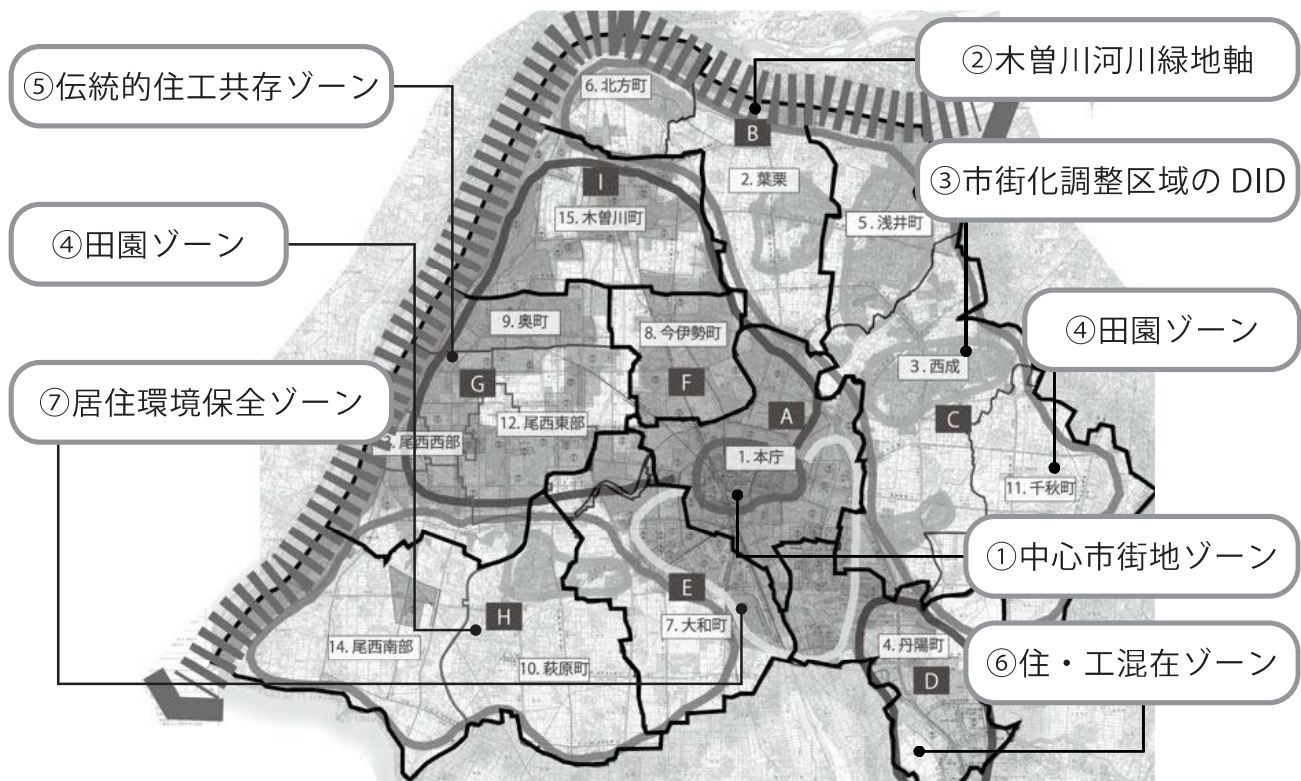 ⑤伝統的住工共存ゾーン
②木曽川河川緑地軸
6. 北方町
B
③市街化調整区域の DID
I
2. 葉栗
15. 木曽川町
5. 浅井町
④田園ゾーン
9. 奥町
8. 今伊勢町
④田園ゾーン
3. 西成
⑦居住環境保全ゾーン
G
F
A
C
12. 尾西東部
尾西西部
1. 本庁
11. 千秋町
①中心市街地ゾーン
E
H
7. 大和町
4. 丹陽町
14. 尾西南部
10. 萩原町
⑥住・工混在ゾーン
D